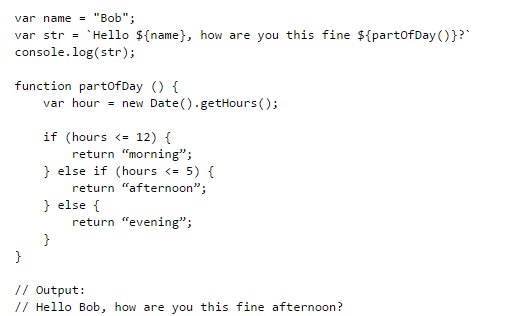 var name = "Bob";
var str = `Hello ${name}, how are you this fine ${partOfDay()}?`
console.log(str);

function partOfDay () {
    var hour = new Date().getHours();

    if (hours <= 12) {
        return “morning”;
    } else if (hours <= 5) {
        return “afternoon”;
    } else {
        return “evening”;
    }
}

// Output:
// Hello Bob, how are you this fine afternoon?